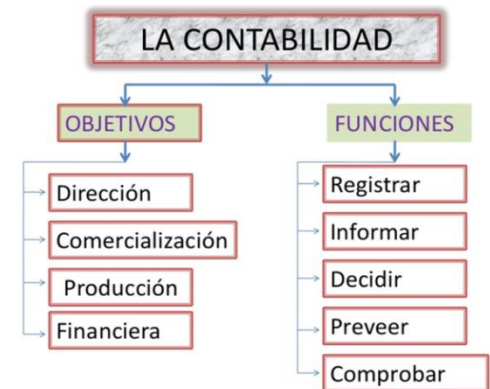 LA CONTABILIDAD
OBJETIVOS
Dirección
Comercialización
Producción
Financiera
FUNCIONES
Registrar
Informar
Decidir
Preveer
Comprobar